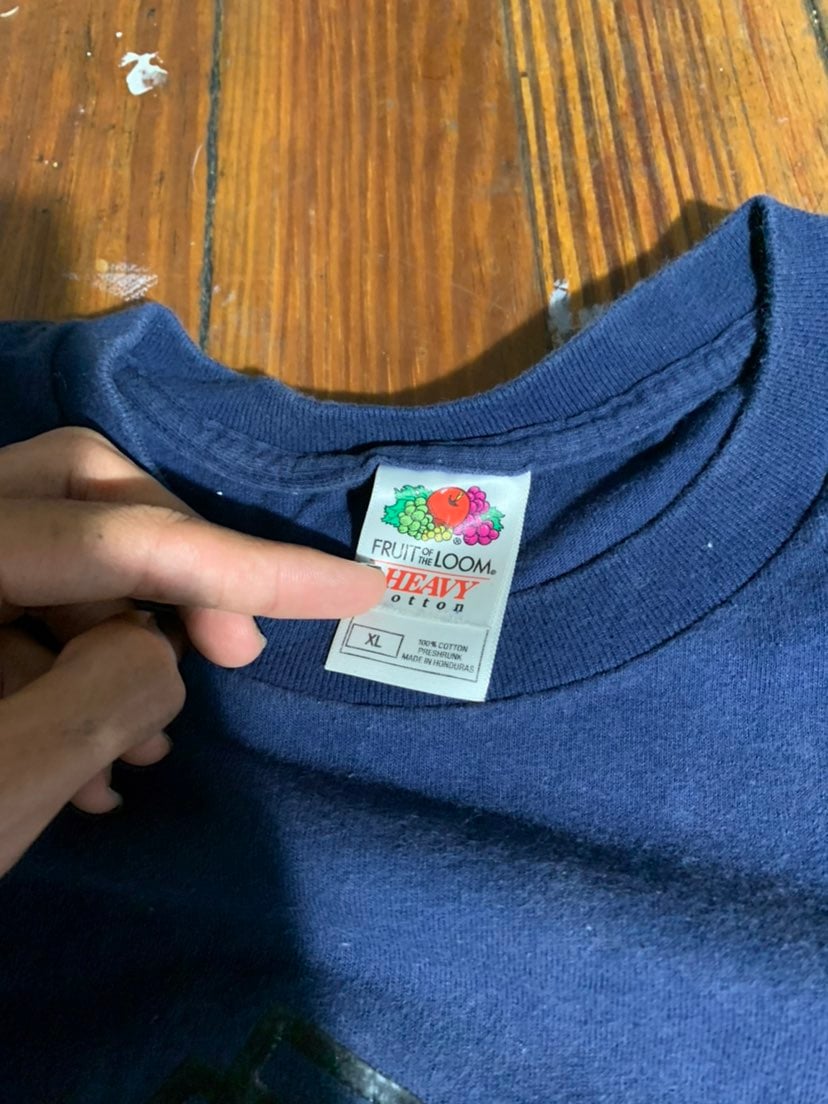 FRUIT OF THE LOOM®
HEAVY
otton
XL
100% COTTON
PRESHRUNK
MADE IN HONDURAS